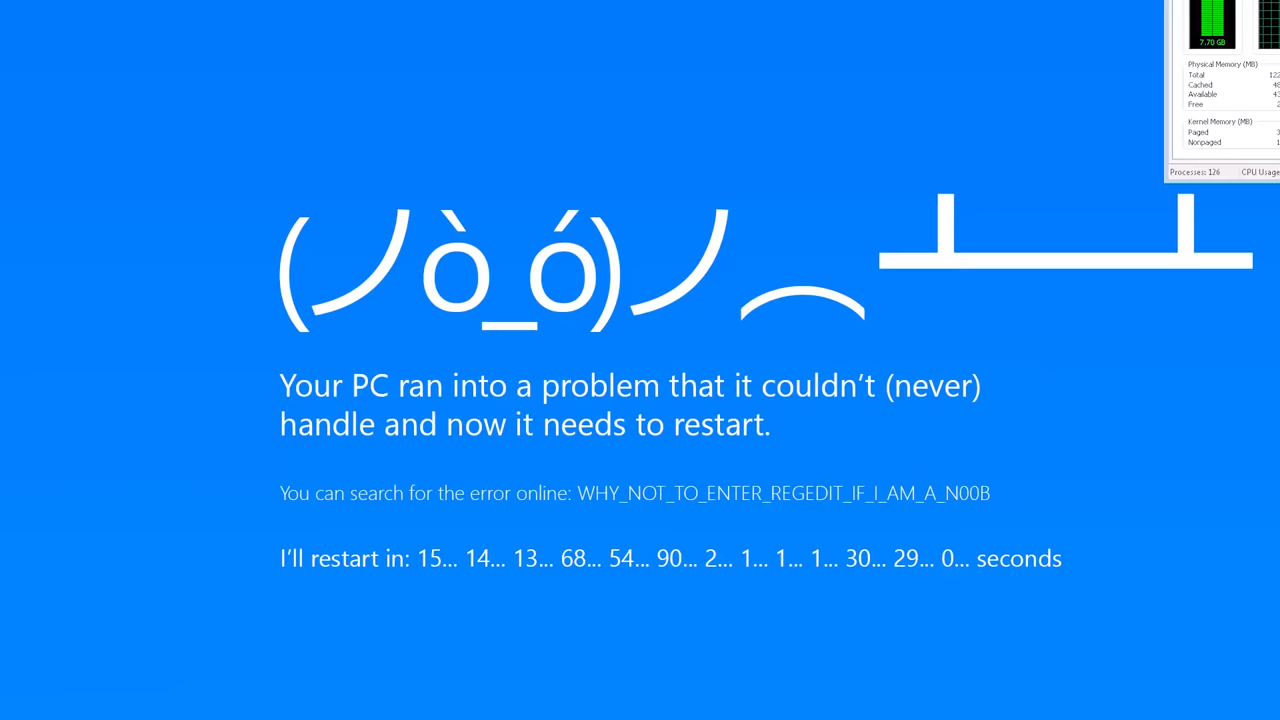 7.70 GB
Physical Memory (MB)
Total
Cached
Available
Free
Kernel Memory (MB)
Paged
Nonpaged
Processes: 126 CPU Usage
(ノò_ó)ノ⌒┻━┻
Your PC ran into a problem that it couldn’t (never)
handle and now it needs to restart.
You can search for the error online: WHY_NOT_TO_ENTER_REGEDIT_IF_I_AM_A_N00B
I’ll restart in: 15... 14... 13... 68... 54... 90... 2... 1... 1... 1... 30... 29... 0... seconds